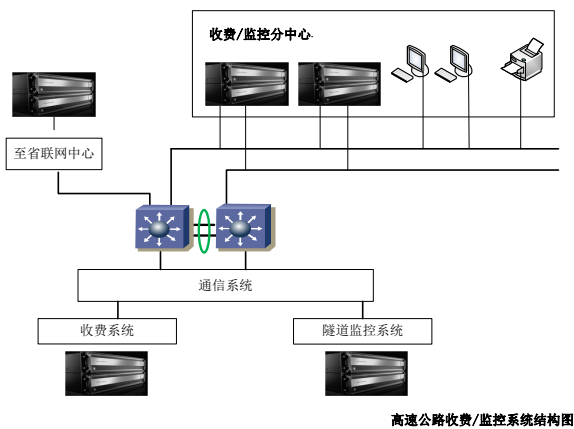 收费/监控分中心
至省联网中心
通信系统
收费系统
隧道监控系统
高速公路收费/监控系统结构图